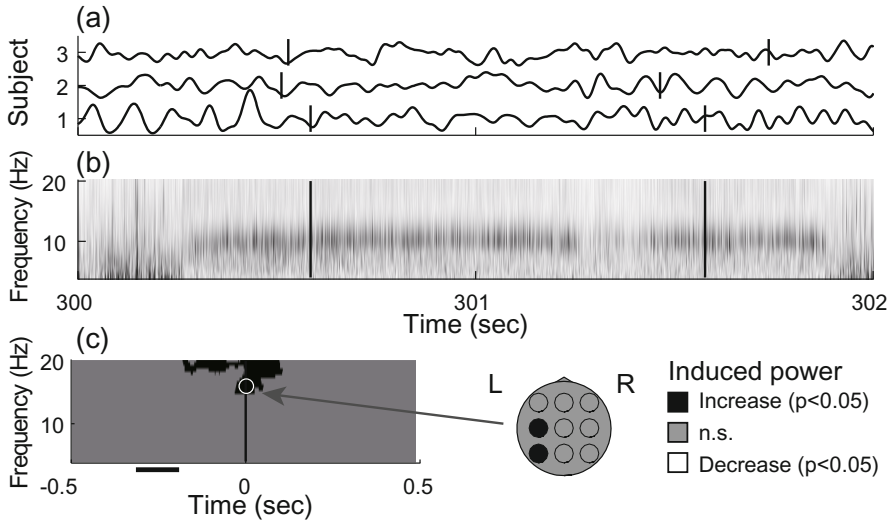 (a)
Subject
3
2
1
(b)
Frequency (Hz)
20
10
300
301
302
Time (sec)
(c)
Frequency (Hz)
20
10
-0.5
0
0.5
Time (sec)
L
R
Induced power
Increase (p<0.05)
n.s.
Decrease (p<0.05)